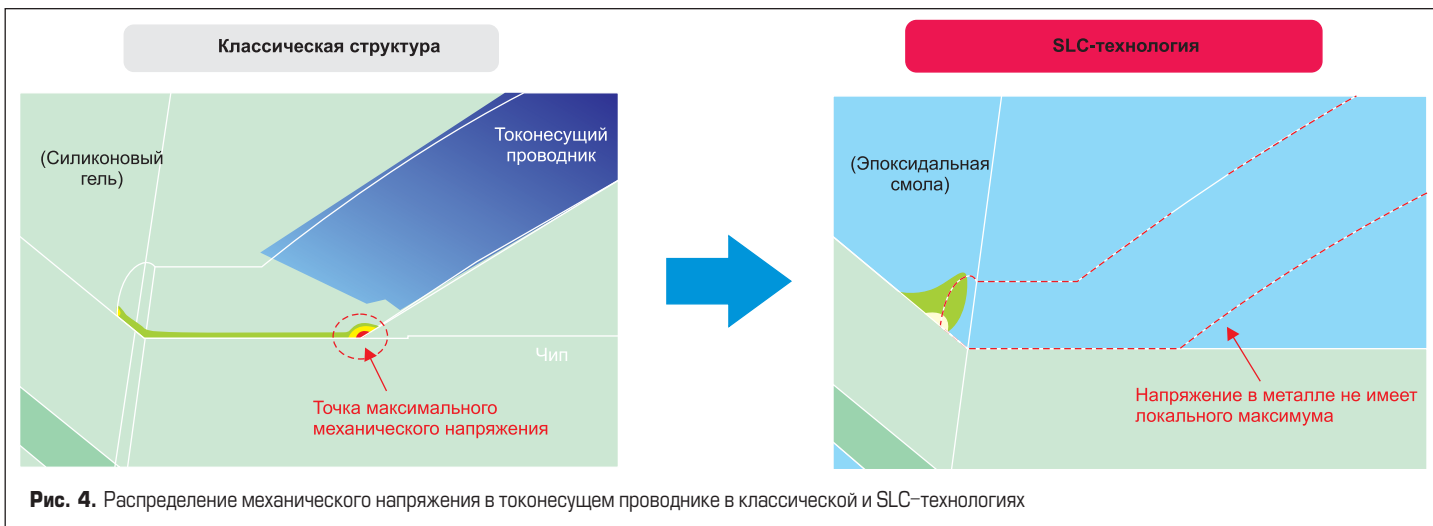 Классическая структура
SLC-технология
(Силиконовый
гель)
Токонесущий
проводник
Чип
Точка максимального
механического напряжения
(Эпоксидальная
смола)
Напряжение в металле не имеет
локального максимума
Рис. 4. Распределение механического напряжения в токонесущем проводнике в классической и SLC-технологиях